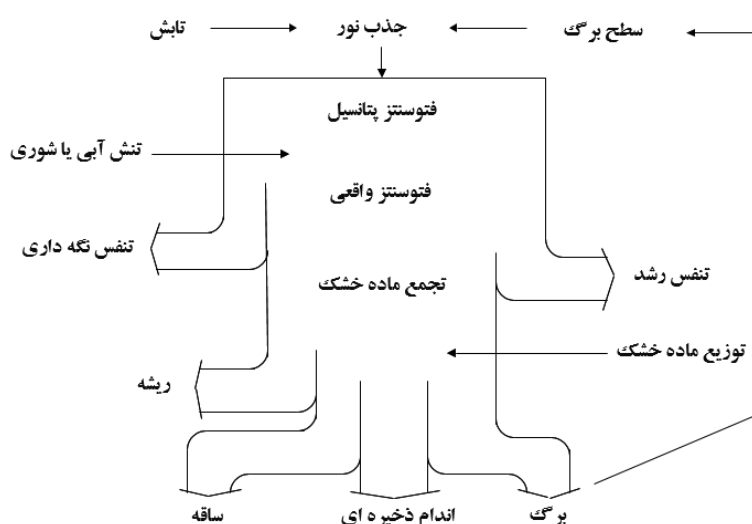 سطح برگ جذب نور تابش
فتوسنتز پتانسیل
تنش آبی یا شوری
فتوسنتز واقعی
تنفس نگه داری
تنفس رشد
تجمع ماده خشک
توزیع ماده خشک
ریشه
برگ اندام ذخیره ای ساقه